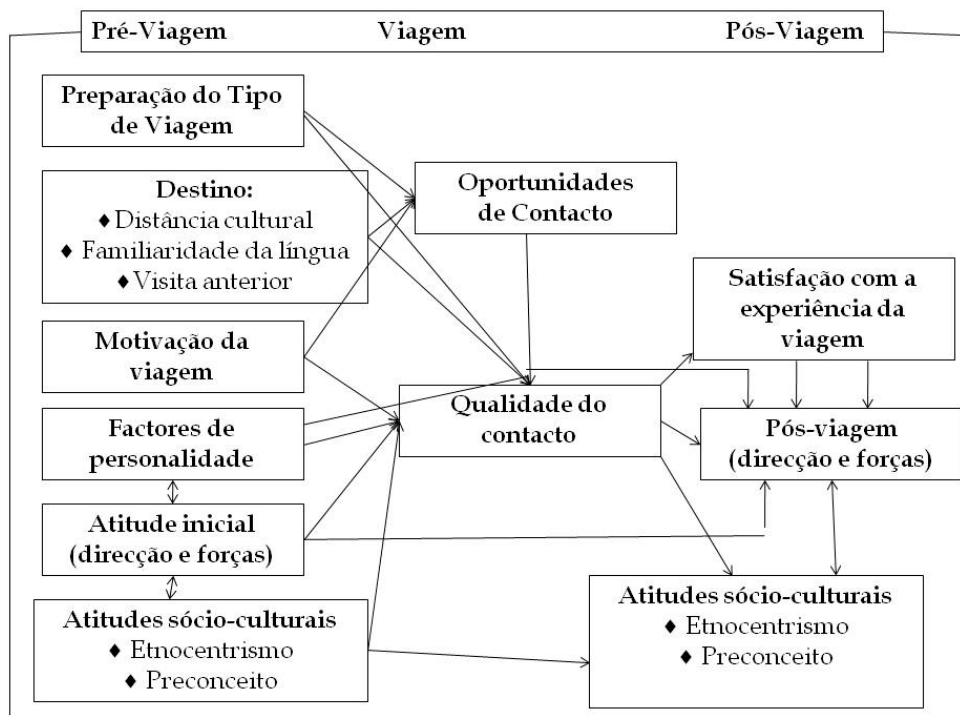 Pré-Viagem Viagem Pós-Viagem
Preparação do Tipo
de Viagem
Destino:
♦ Distância cultural
♦ Familiaridade da língua
♦ Visita anterior
Oportunidades
de Contacto
Satisfação com a
experiência da
viagem
Motivação da
viagem
Qualidade do
contacto
Factores de
personalidade
Pós-viagem
(direcção e forças)
Atitude inicial
(direcção e forças)
Atitudes sócio-culturais
♦ Etnocentrismo
♦ Preconceito
Atitudes sócio-culturais
♦ Etnocentrismo
♦ Preconceito